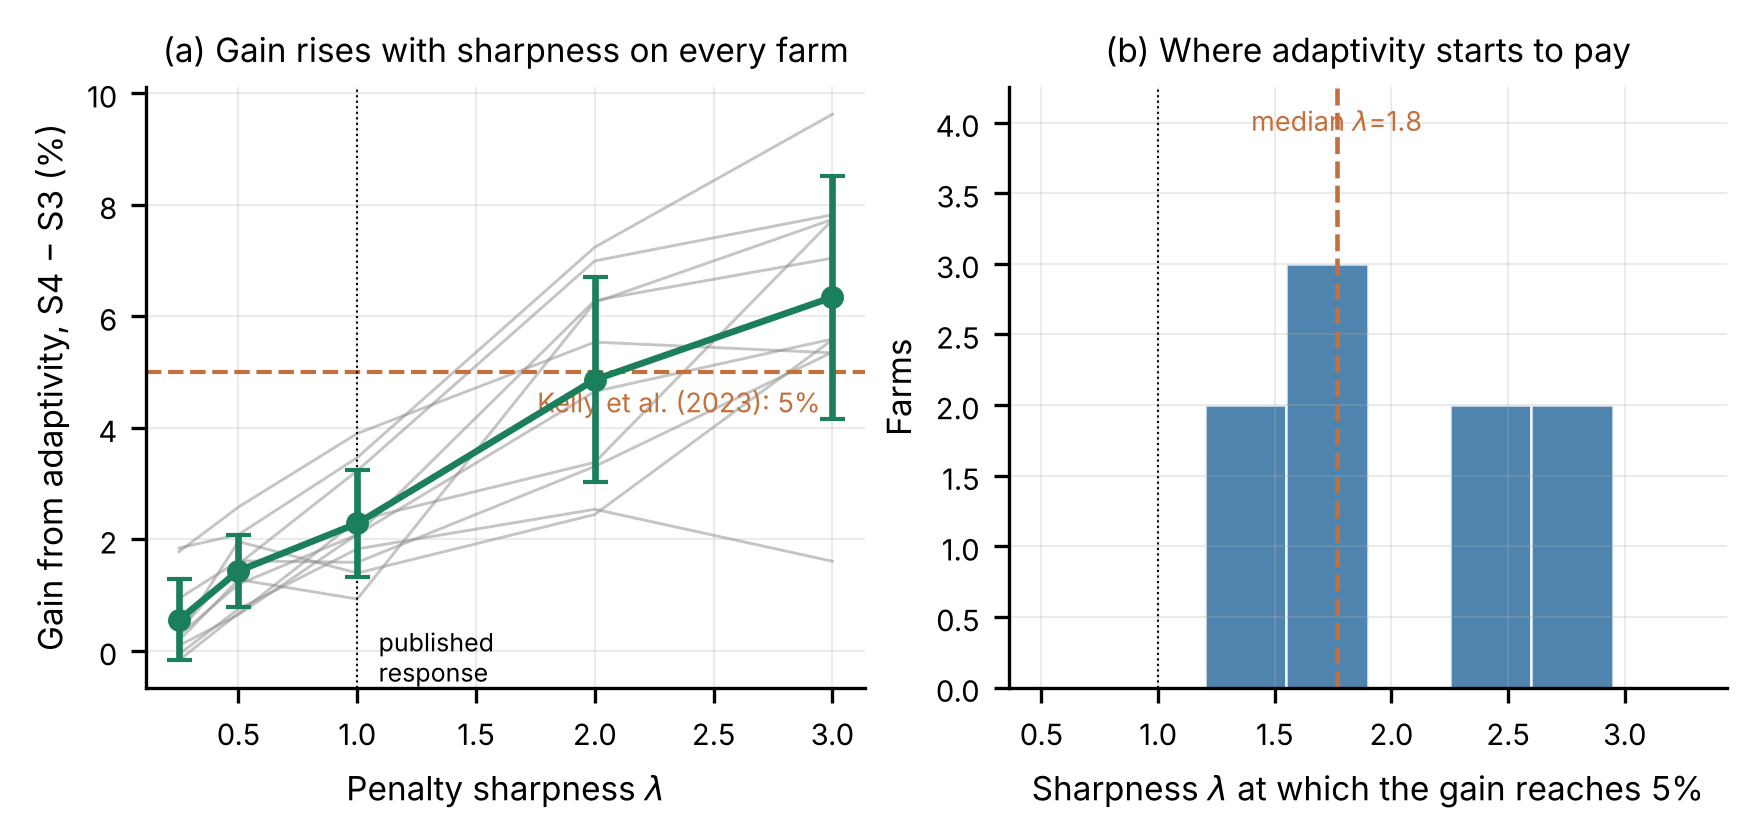 (a) Gain rises with sharpness on every farm
Gain from adaptivity, S4 − S3 (%)
10
8
6
4
2
0
Kelly et al. (2023): 5%
published
response
0.5 1.0 1.5 2.0 2.5 3.0
Penalty sharpness λ
(b) Where adaptivity starts to pay
Farms
4.0
3.5
3.0
2.5
2.0
1.5
1.0
0.5
0.0
median λ=1.8
0.5 1.0 1.5 2.0 2.5 3.0
Sharpness λ at which the gain reaches 5%